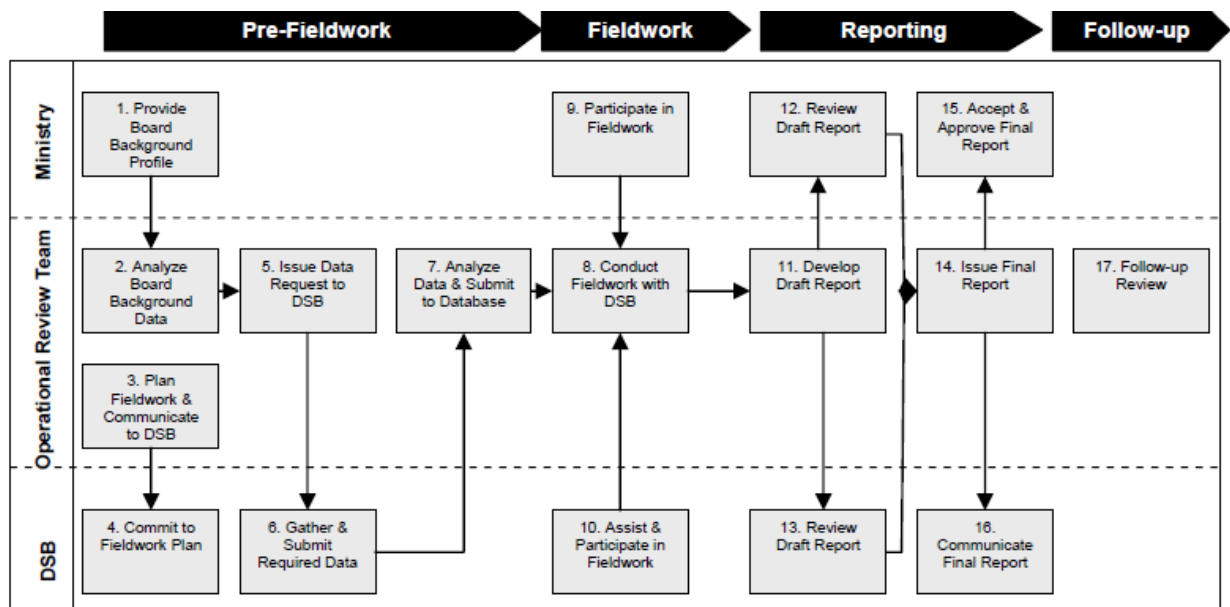 Pre-Fieldwork
Fieldwork
Reporting
Follow-up
Ministry
1. Provide
Board
Background
Profile
9. Participate in
Fieldwork
12. Review
Draft Report
15. Accept &
Approve Final
Report
Operational Review Team
2. Analyze
Board
Background
Data
5. Issue Data
Request to
DSB
7. Analyze
Data & Submit
to Database
8. Conduct
Fieldwork with
DSB
11. Develop
Draft Report
14. Issue Final
Report
17. Follow-up
Review
3. Plan
Fieldwork &
Communicate
to DSB
DSB
4. Commit to
Fieldwork Plan
6. Gather &
Submit
Required Data
10. Assist &
Participate in
Fieldwork
13. Review
Draft Report
16.
Communicate
Final Report